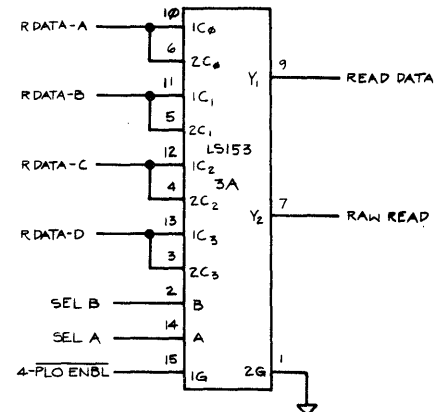 10
RDATA-A 1C0
6
2C0
9
Y1 READ DATA
11
RDATA-B 1C1
5
2C1
LS153
12
RDATA-C 1C2
3A
4
2C2
7
Y2 RAW READ
13
RDATA-D 1C3
3
2C3
2
SEL B B
14
SEL A A
15 1
4-PLO ENBL 1G 2G